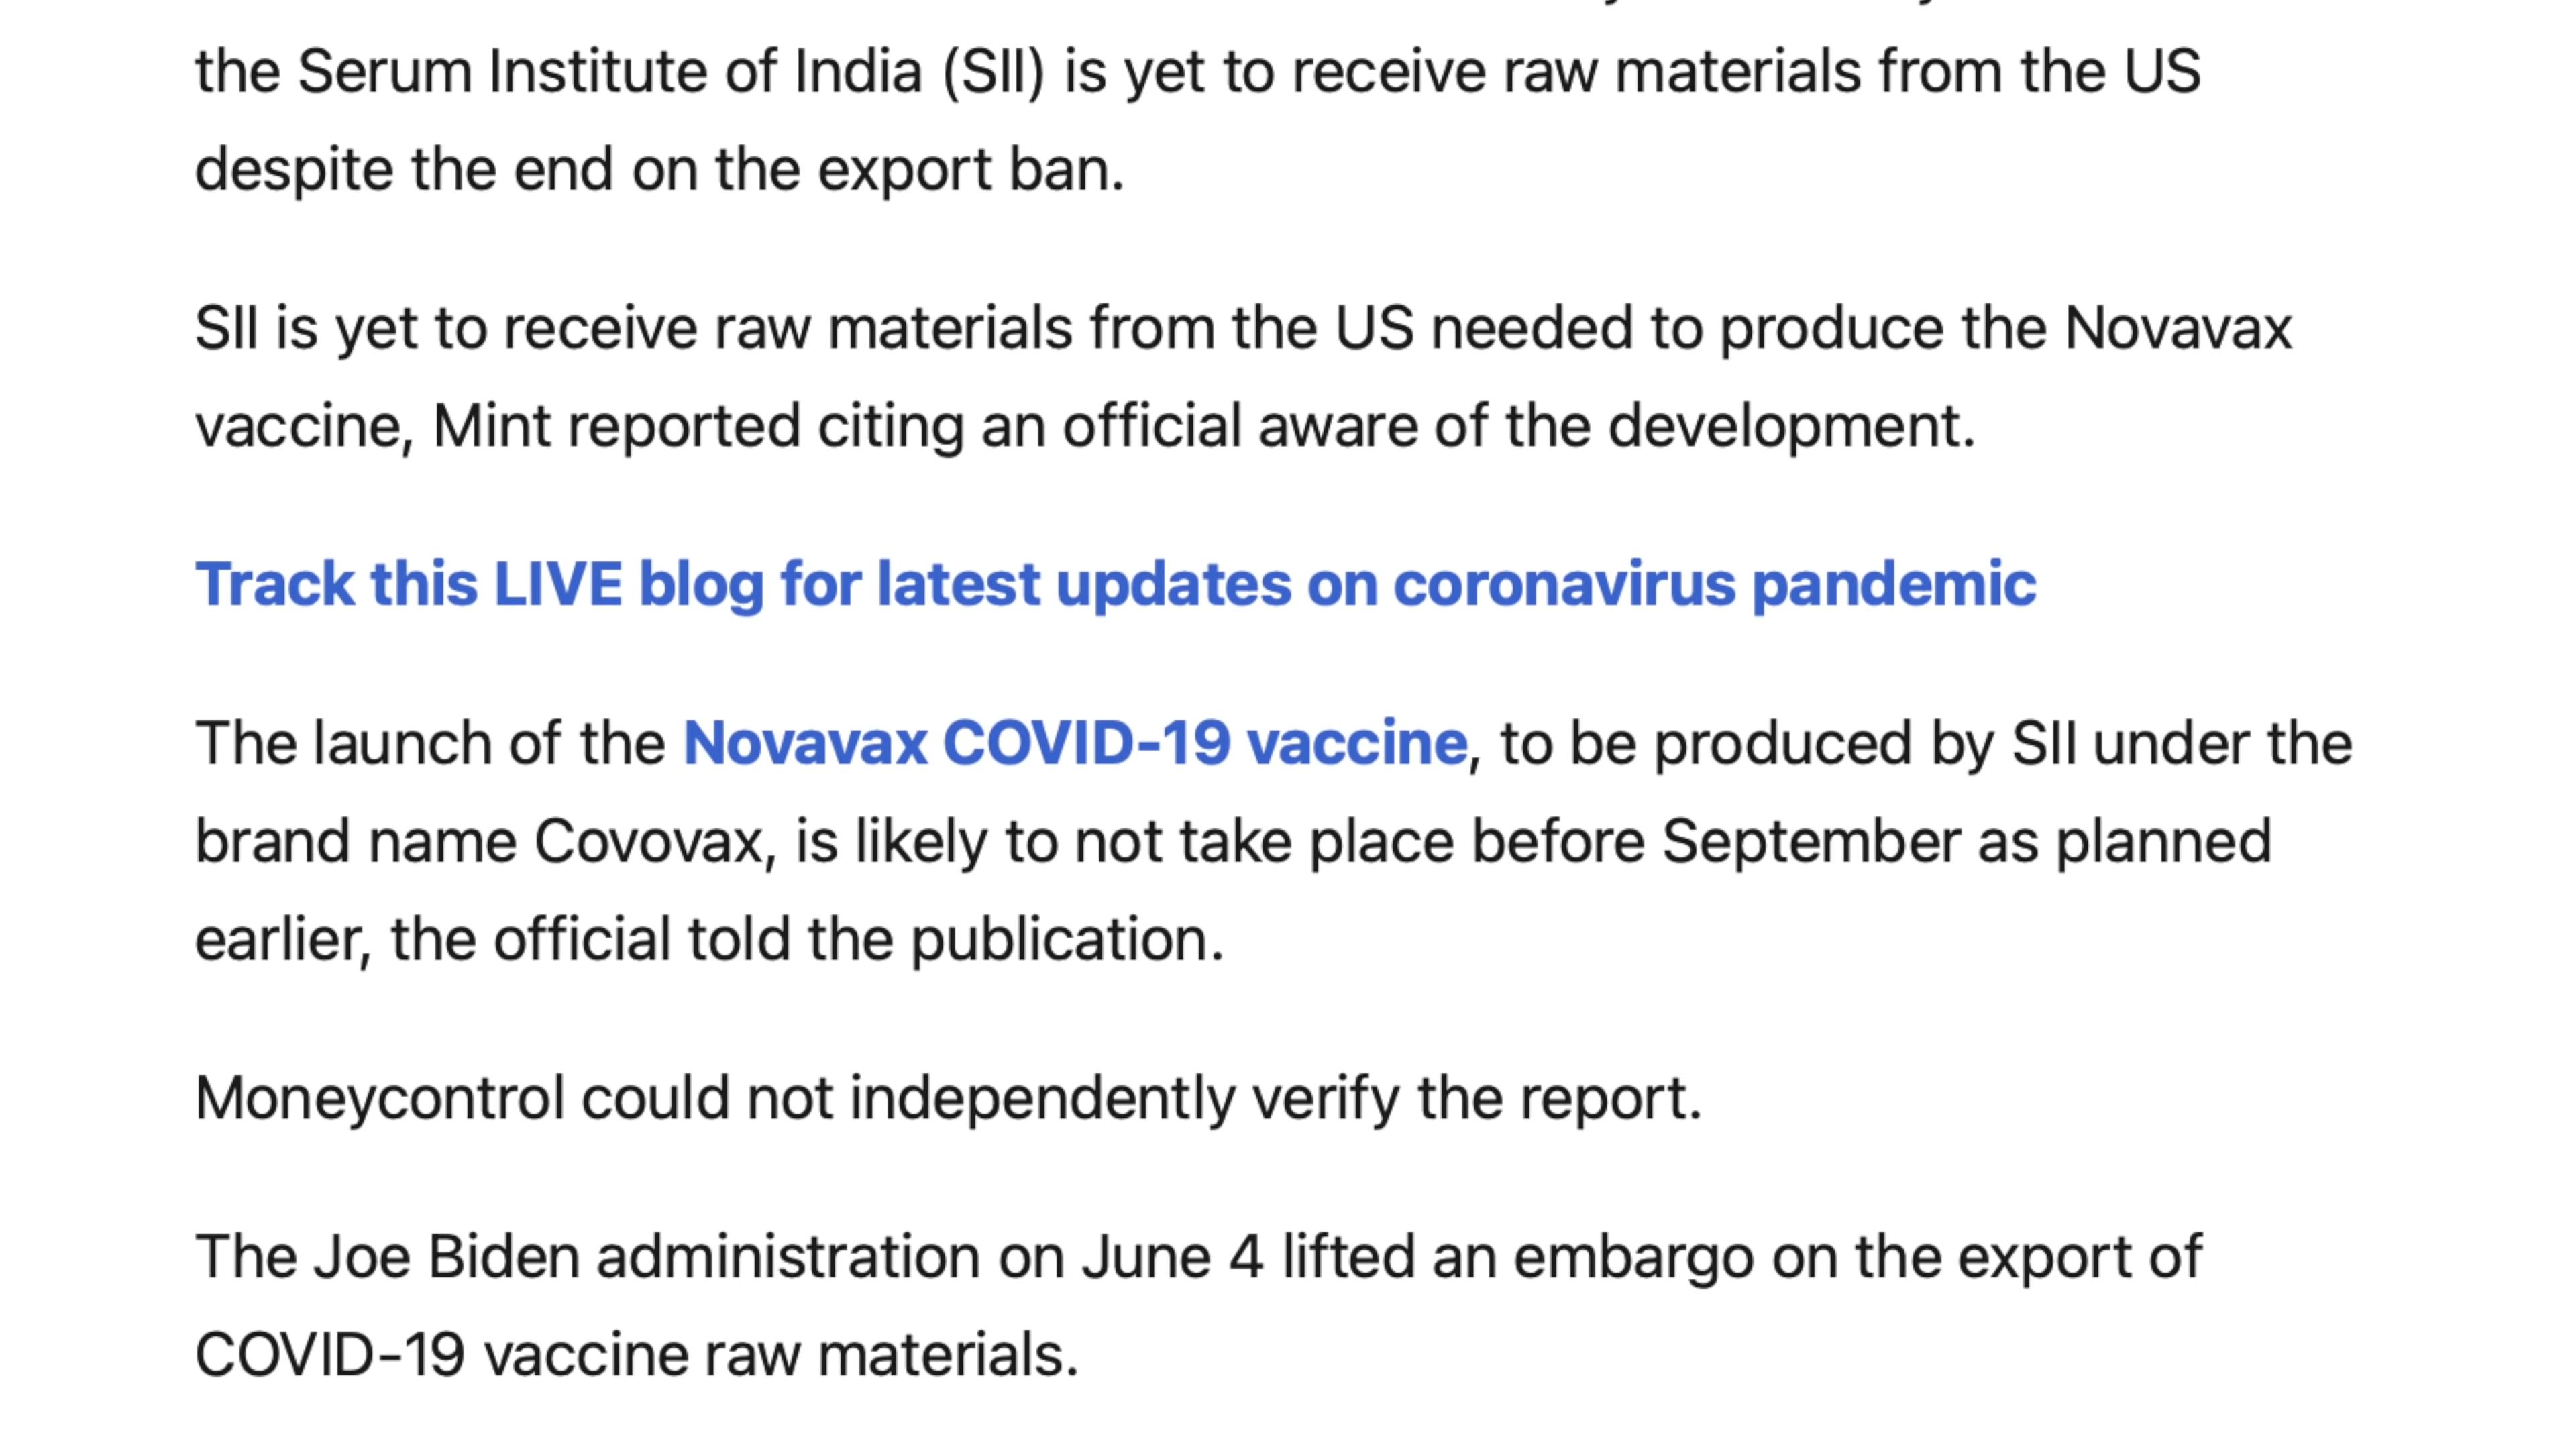 the Serum Institute of India (SII) is yet to receive raw materials from the US
despite the end on the export ban.
SII is yet to receive raw materials from the US needed to produce the Novavax
vaccine, Mint reported citing an official aware of the development.
Track this LIVE blog for latest updates on coronavirus pandemic
The launch of the Novavax COVID-19 vaccine, to be produced by SII under the
brand name Covovax, is likely to not take place before September as planned
earlier, the official told the publication.
Moneycontrol could not independently verify the report.
The Joe Biden administration on June 4 lifted an embargo on the export of
COVID-19 vaccine raw materials.